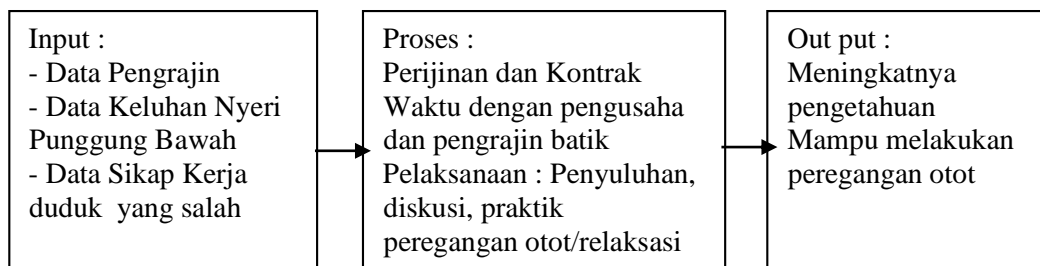 Input :
- Data Pengrajin
- Data Keluhan Nyeri
Punggung Bawah
- Data Sikap Kerja
duduk  yang salah
Proses :
Perijinan dan Kontrak
Waktu dengan pengusaha
dan pengrajin batik
Pelaksanaan : Penyuluhan,
diskusi, praktik
peregangan otot/relaksasi
Out put :
Meningkatnya
pengetahuan
Mampu melakukan
peregangan otot